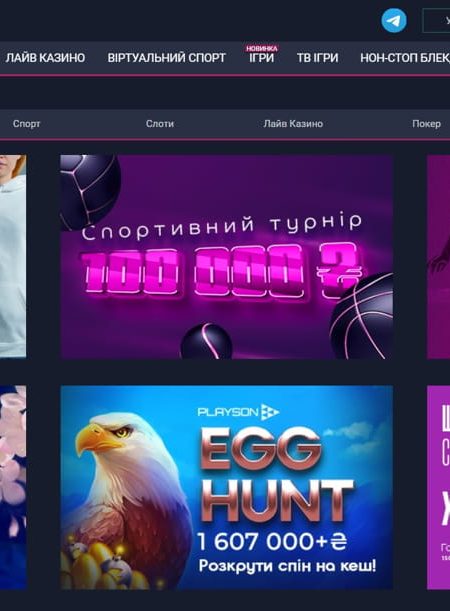 НОВИНКА
ЛАЙВ КАЗИНО ВІРТУАЛЬНИЙ СПОРТ ІГРИ ТВ ІГРИ НОН-СТОП БЛЕК
Спорт Слоти Лайв Казино Покер
Спортивний турнір
100 000 ₴
PLAYSON
EGG
HUNT
1 607 000+₴
Розкрути спін на кеш!